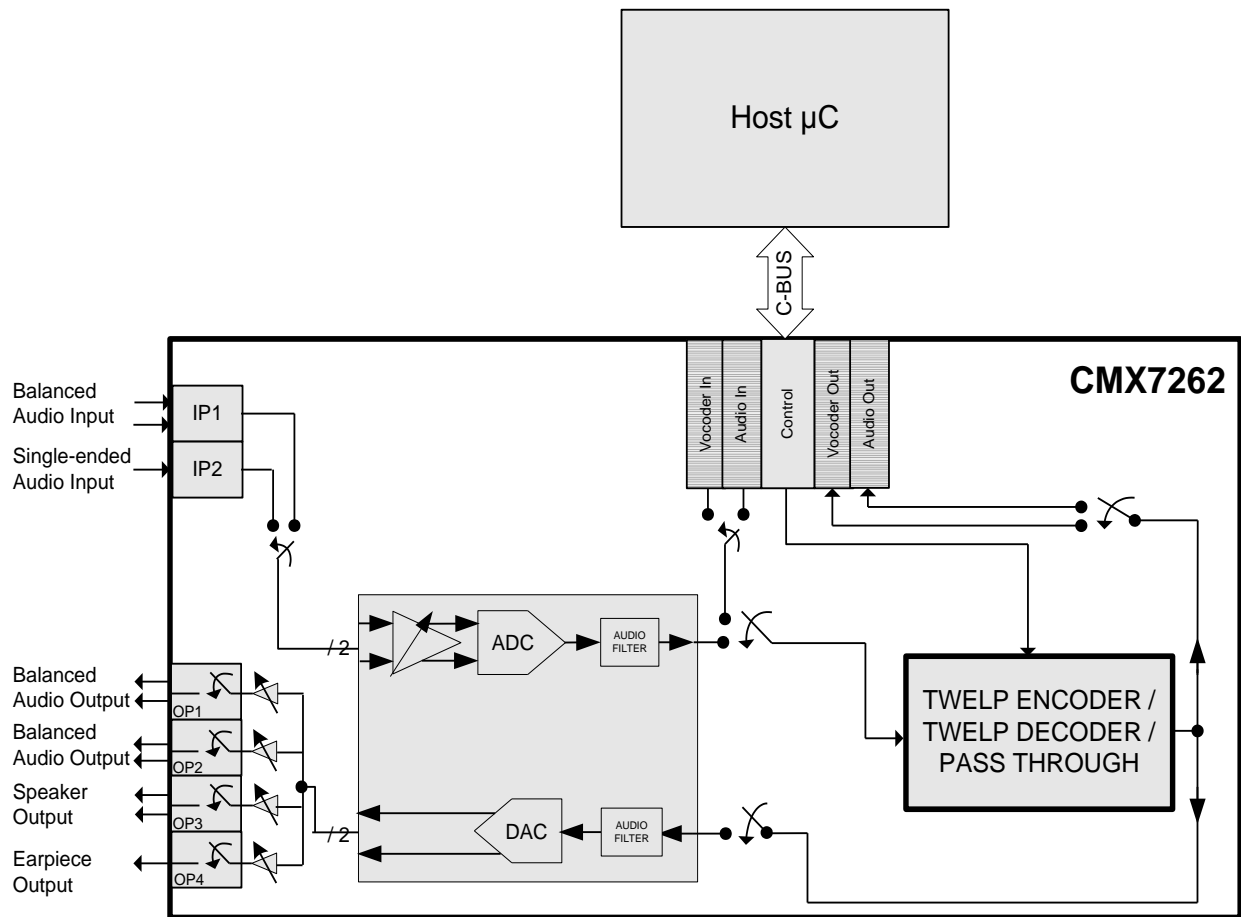 Host µC
C-BUS
CMX7262
Vocoder In
Audio In
Control
Vocoder Out
Audio Out
Balanced
Audio Input
IP1
Single-ended
Audio Input
IP2
/ 2
ADC
AUDIO
FILTER
TWELP ENCODER /
TWELP DECODER /
PASS THROUGH
Balanced
Audio Output
OP1
Balanced
Audio Output
OP2
Speaker
Output
OP3
Earpiece
Output
OP4
/ 2
DAC
AUDIO
FILTER